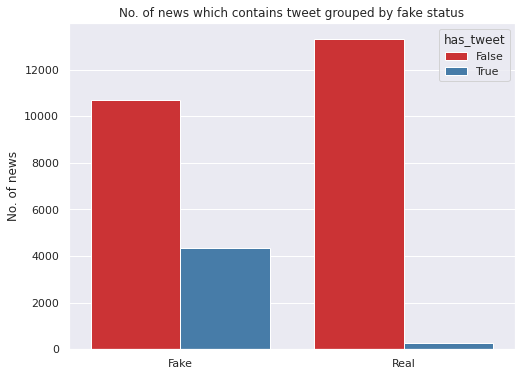 No. of news which contains tweet grouped by fake status
has_tweet
False
True
No. of news
12000
10000
8000
6000
4000
2000
0
Fake
Real